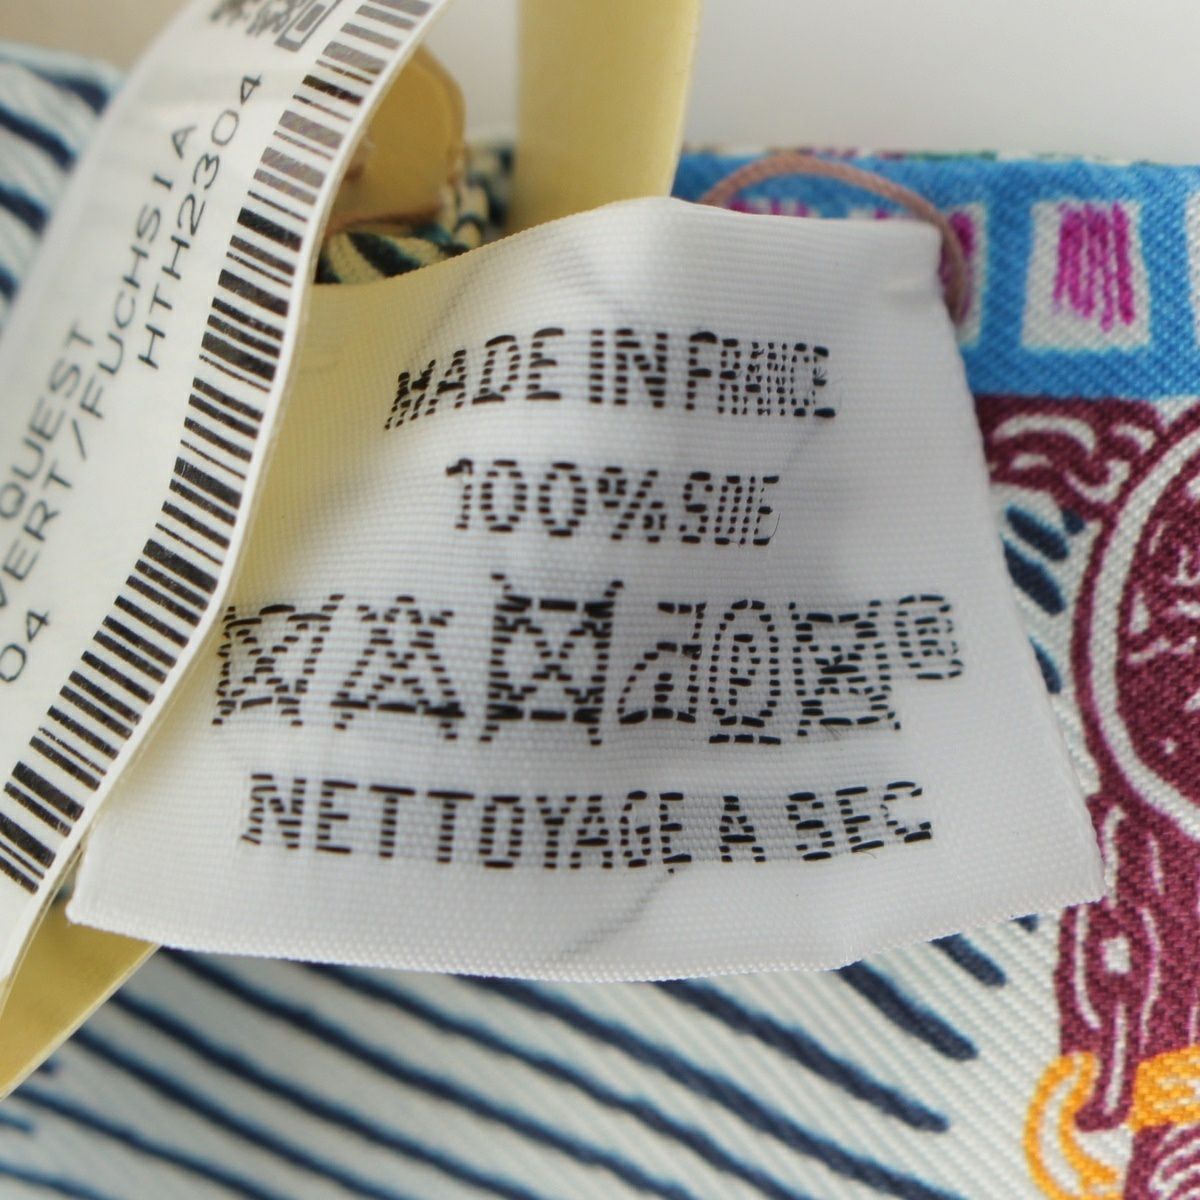 QUEST
VERT/FUCHSIA
04 HTH2304
MADE IN FRANCE
100% SOIE
NETTOYAGE A SEC